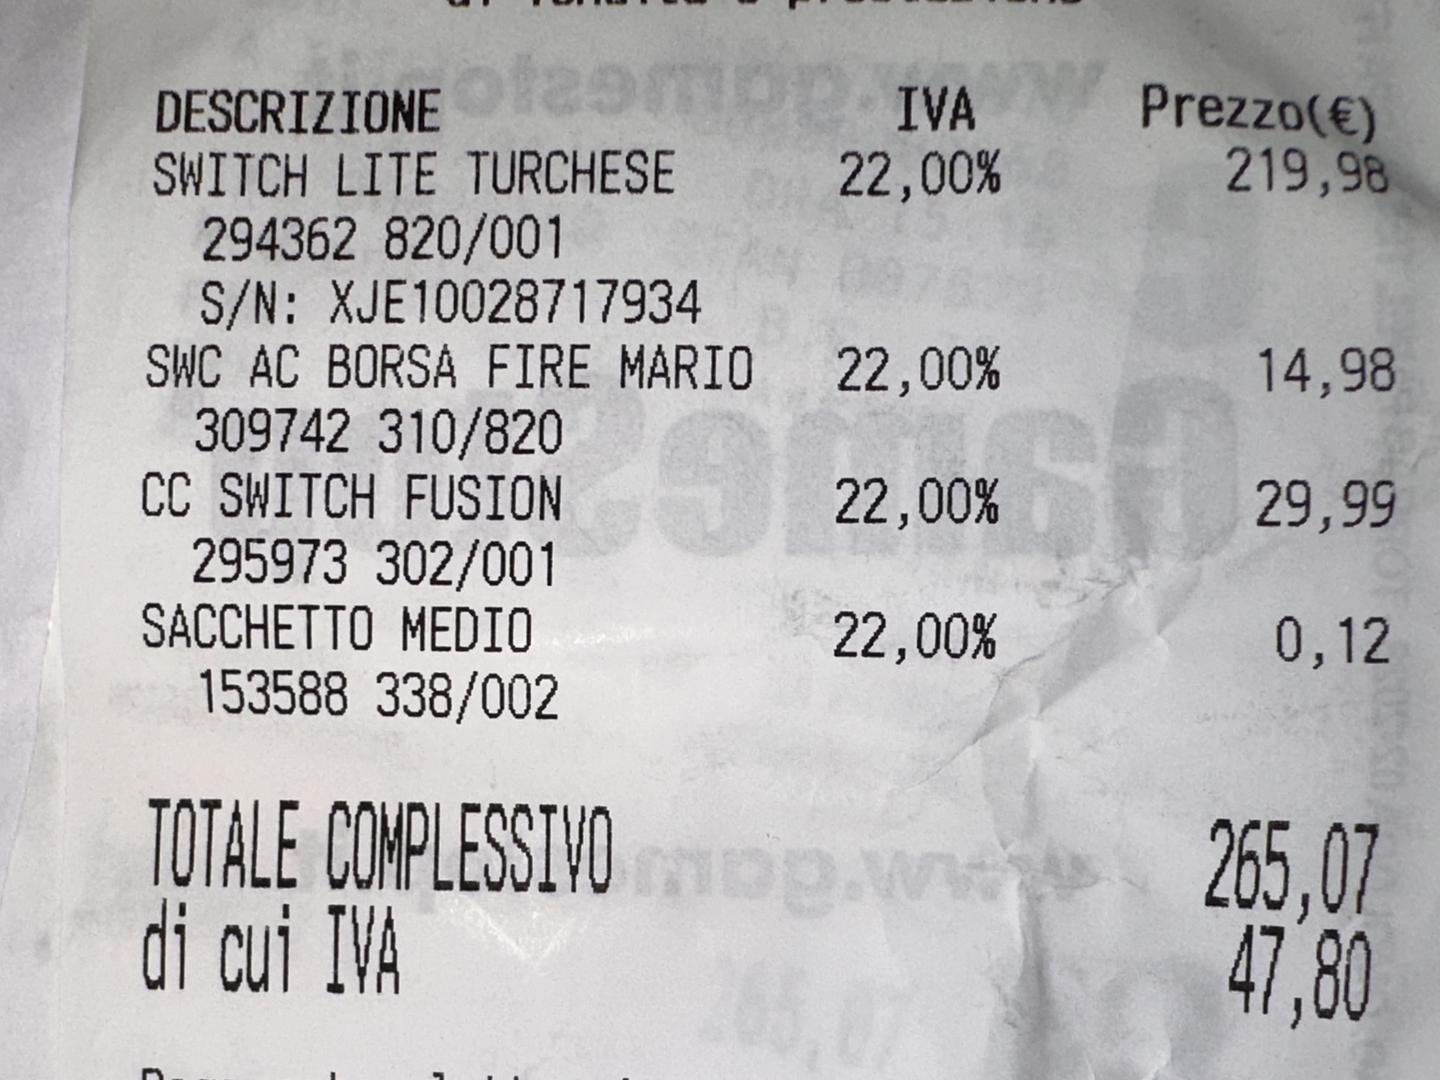 DESCRIZIONE IVA Prezzo(€)
SWITCH LITE TURCHESE 22,00% 219,98
294362 820/001
S/N: XJE10028717934
SWC AC BORSA FIRE MARIO 22,00% 14,98
309742 310/820
CC SWITCH FUSION 22,00% 29,99
295973 302/001
SACCHETTO MEDIO 22,00% 0,12
153588 338/002
TOTALE COMPLESSIVO 265,07
di cui IVA 47,80